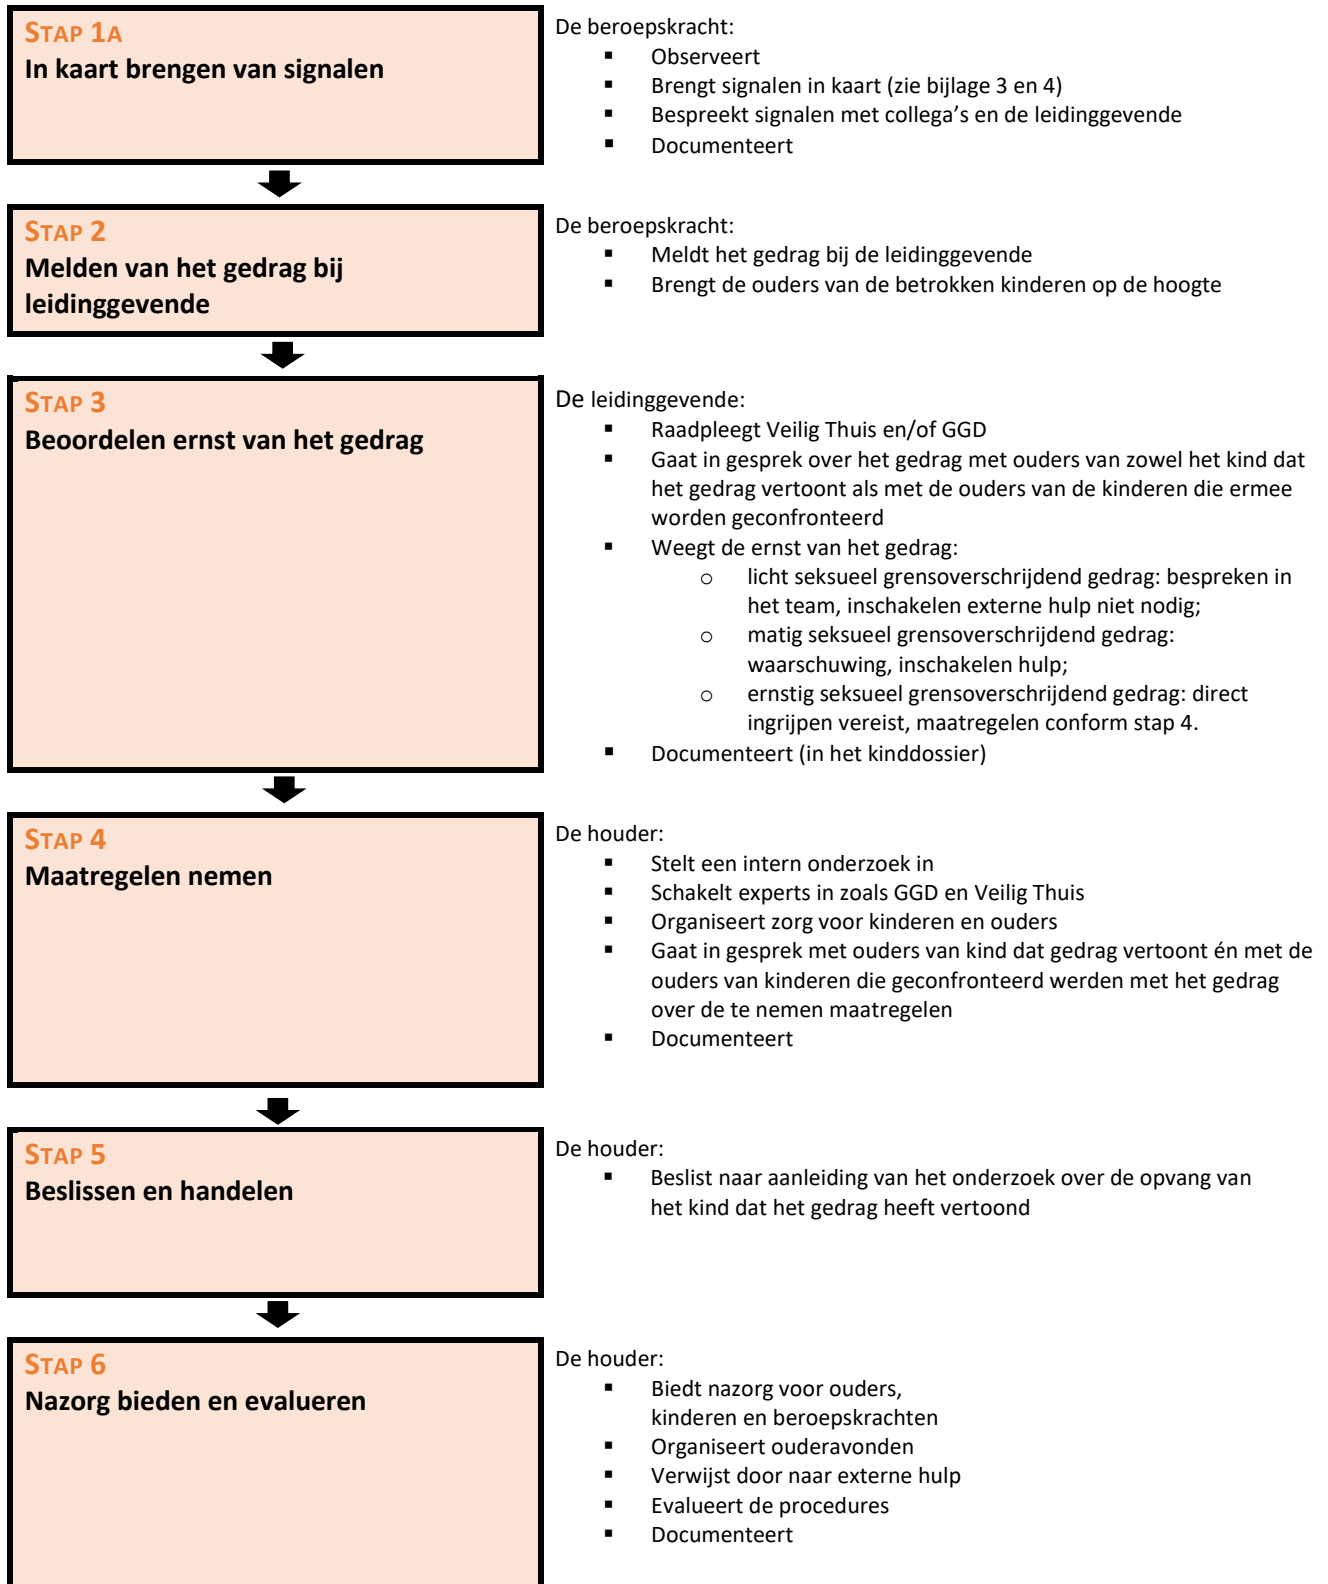 STAP 1A
In kaart brengen van signalen
De beroepskracht:
▪ Observeert
▪ Brengt signalen in kaart (zie bijlage 3 en 4)
▪ Bespreekt signalen met collega’s en de leidinggevende
▪ Documenteert
STAP 2
Melden van het gedrag bij
leidinggevende
De beroepskracht:
▪ Meldt het gedrag bij de leidinggevende
▪ Brengt de ouders van de betrokken kinderen op de hoogte
STAP 3
Beoordelen ernst van het gedrag
De leidinggevende:
▪ Raadpleegt Veilig Thuis en/of GGD
▪ Gaat in gesprek over het gedrag met ouders van zowel het kind dat
het gedrag vertoont als met de ouders van de kinderen die ermee
worden geconfronteerd
▪ Weegt de ernst van het gedrag:
o licht seksueel grensoverschrijdend gedrag: bespreken in
het team, inschakelen externe hulp niet nodig;
o matig seksueel grensoverschrijdend gedrag:
waarschuwing, inschakelen hulp;
o ernstig seksueel grensoverschrijdend gedrag: direct
ingrijpen vereist, maatregelen conform stap 4.
▪ Documenteert (in het kinddossier)
STAP 4
Maatregelen nemen
De houder:
▪ Stelt een intern onderzoek in
▪ Schakelt experts in zoals GGD en Veilig Thuis
▪ Organiseert zorg voor kinderen en ouders
▪ Gaat in gesprek met ouders van kind dat gedrag vertoont én met de
ouders van kinderen die geconfronteerd werden met het gedrag
over de te nemen maatregelen
▪ Documenteert
STAP 5
Beslissen en handelen
De houder:
▪ Beslist naar aanleiding van het onderzoek over de opvang van
het kind dat het gedrag heeft vertoond
STAP 6
Nazorg bieden en evalueren
De houder:
▪ Biedt nazorg voor ouders,
kinderen en beroepskrachten
▪ Organiseert ouderavonden
▪ Verwijst door naar externe hulp
▪ Evalueert de procedures
▪ Documenteert